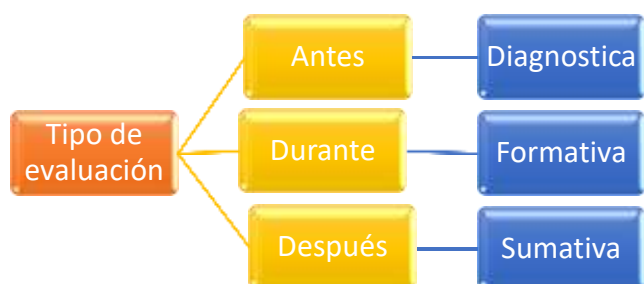 Tipo de
evaluación
Antes
Diagnostica
Durante
Formativa
Después
Sumativa